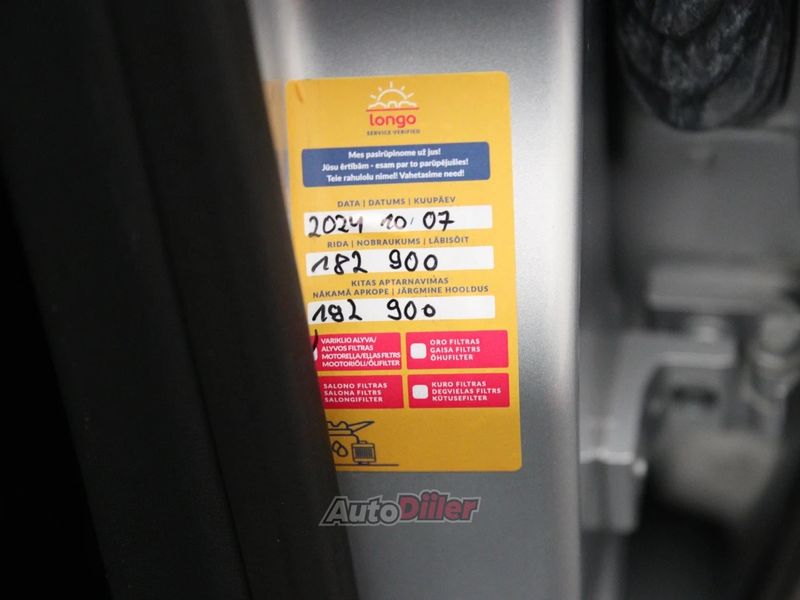 longo
SERVICE VERIFIED
Mes pasirūpinome už jus!
Jūsu ērtībām - esam par to parūpējušies!
Teie rahulolu nimel! Vahetasime need!
DATA | DATUMS | KUUPÄEV
2024 10 07
RIDA | NOBRAUKUMS | LÄBISÕIT
182 900
KITAS APTARNAVIMAS
NĀKAMĀ APKOPE | JÄRGMINE HOOLDUS
192 900
VARIKLIO ALYVA/
ALYVOS FILTRAS
MOTOREĻĻA/EĻĻAS FILTRS
MOOTORIÕLI/ÕLIFILTER
ORO FILTRAS
GAISA FILTRS
ÕHUFILTER
SALONO FILTRAS
SALONA FILTRS
SALONGIFILTER
KURO FILTRAS
DEGVIELAS FILTRS
KÜTUSEFILTER
AutoDiiler